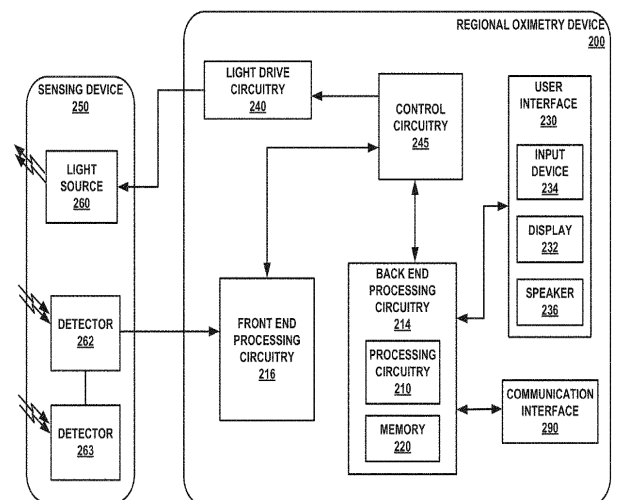 REGIONAL OXIMETRY DEVICE
200
SENSING DEVICE
250
LIGHT DRIVE
CIRCUITRY
240
CONTROL
CIRCUITRY
245
USER
INTERFACE
230
INPUT
DEVICE
234
DISPLAY
232
SPEAKER
236
LIGHT
SOURCE
260
DETECTOR
262
DETECTOR
263
FRONT END
PROCESSING
CIRCUITRY
216
BACK END
PROCESSING
CIRCUITRY
214
PROCESSING
CIRCUITRY
210
MEMORY
220
COMMUNICATION
INTERFACE
290